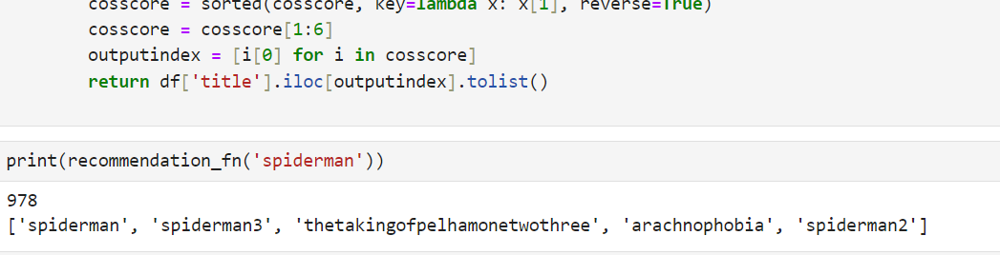 cosscore = sorted(cosscore, key=lambda x: x[1], reverse=True)
cosscore = cosscore[1:6]
outputindex = [i[0] for i in cosscore]
return df['title'].iloc[outputindex].tolist()
print(recommendation_fn('spiderman'))
978
['spiderman', 'spiderman3', 'thetakingofpelhamonetwothree', 'arachnophobia', 'spiderman2']